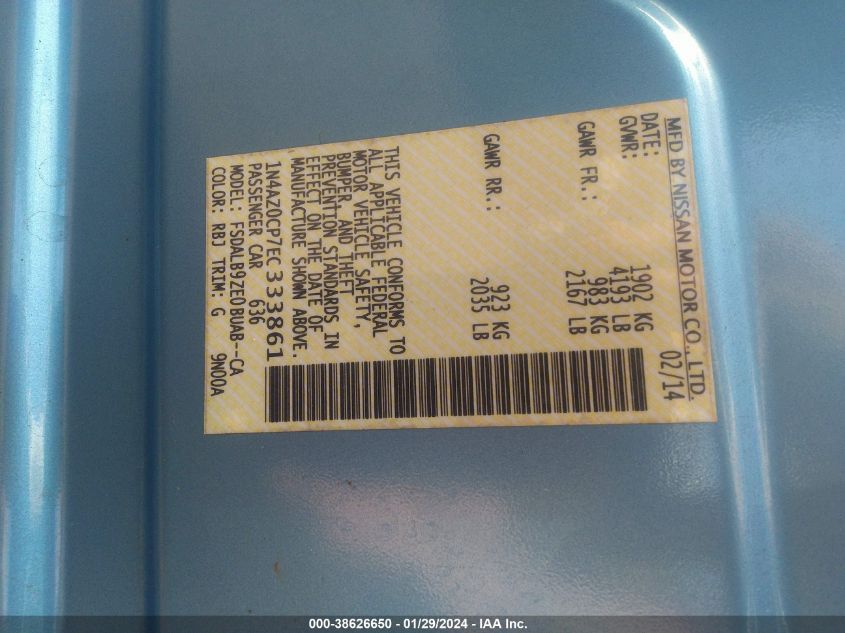 MFD BY NISSAN MOTOR CO., LTD.
DATE: 02/14
GVWR: 1902 KG
4193 LB
GAWR FR.: 983 KG
2167 LB
GAWR RR.: 923 KG
2035 LB
THIS VEHICLE CONFORMS TO
ALL APPLICABLE FEDERAL
MOTOR VEHICLE SAFETY,
BUMPER, AND THEFT
PREVENTION STANDARDS IN
EFFECT ON THE DATE OF
MANUFACTURE SHOWN ABOVE.
1N4AZ0CP7EC333861
PASSENGER CAR 636
MODEL: FSDALB9ZE0BUAB--CA
COLOR: RBJ TRIM: G 9N00A
000-38626650 - 01/29/2024 - IAA Inc.